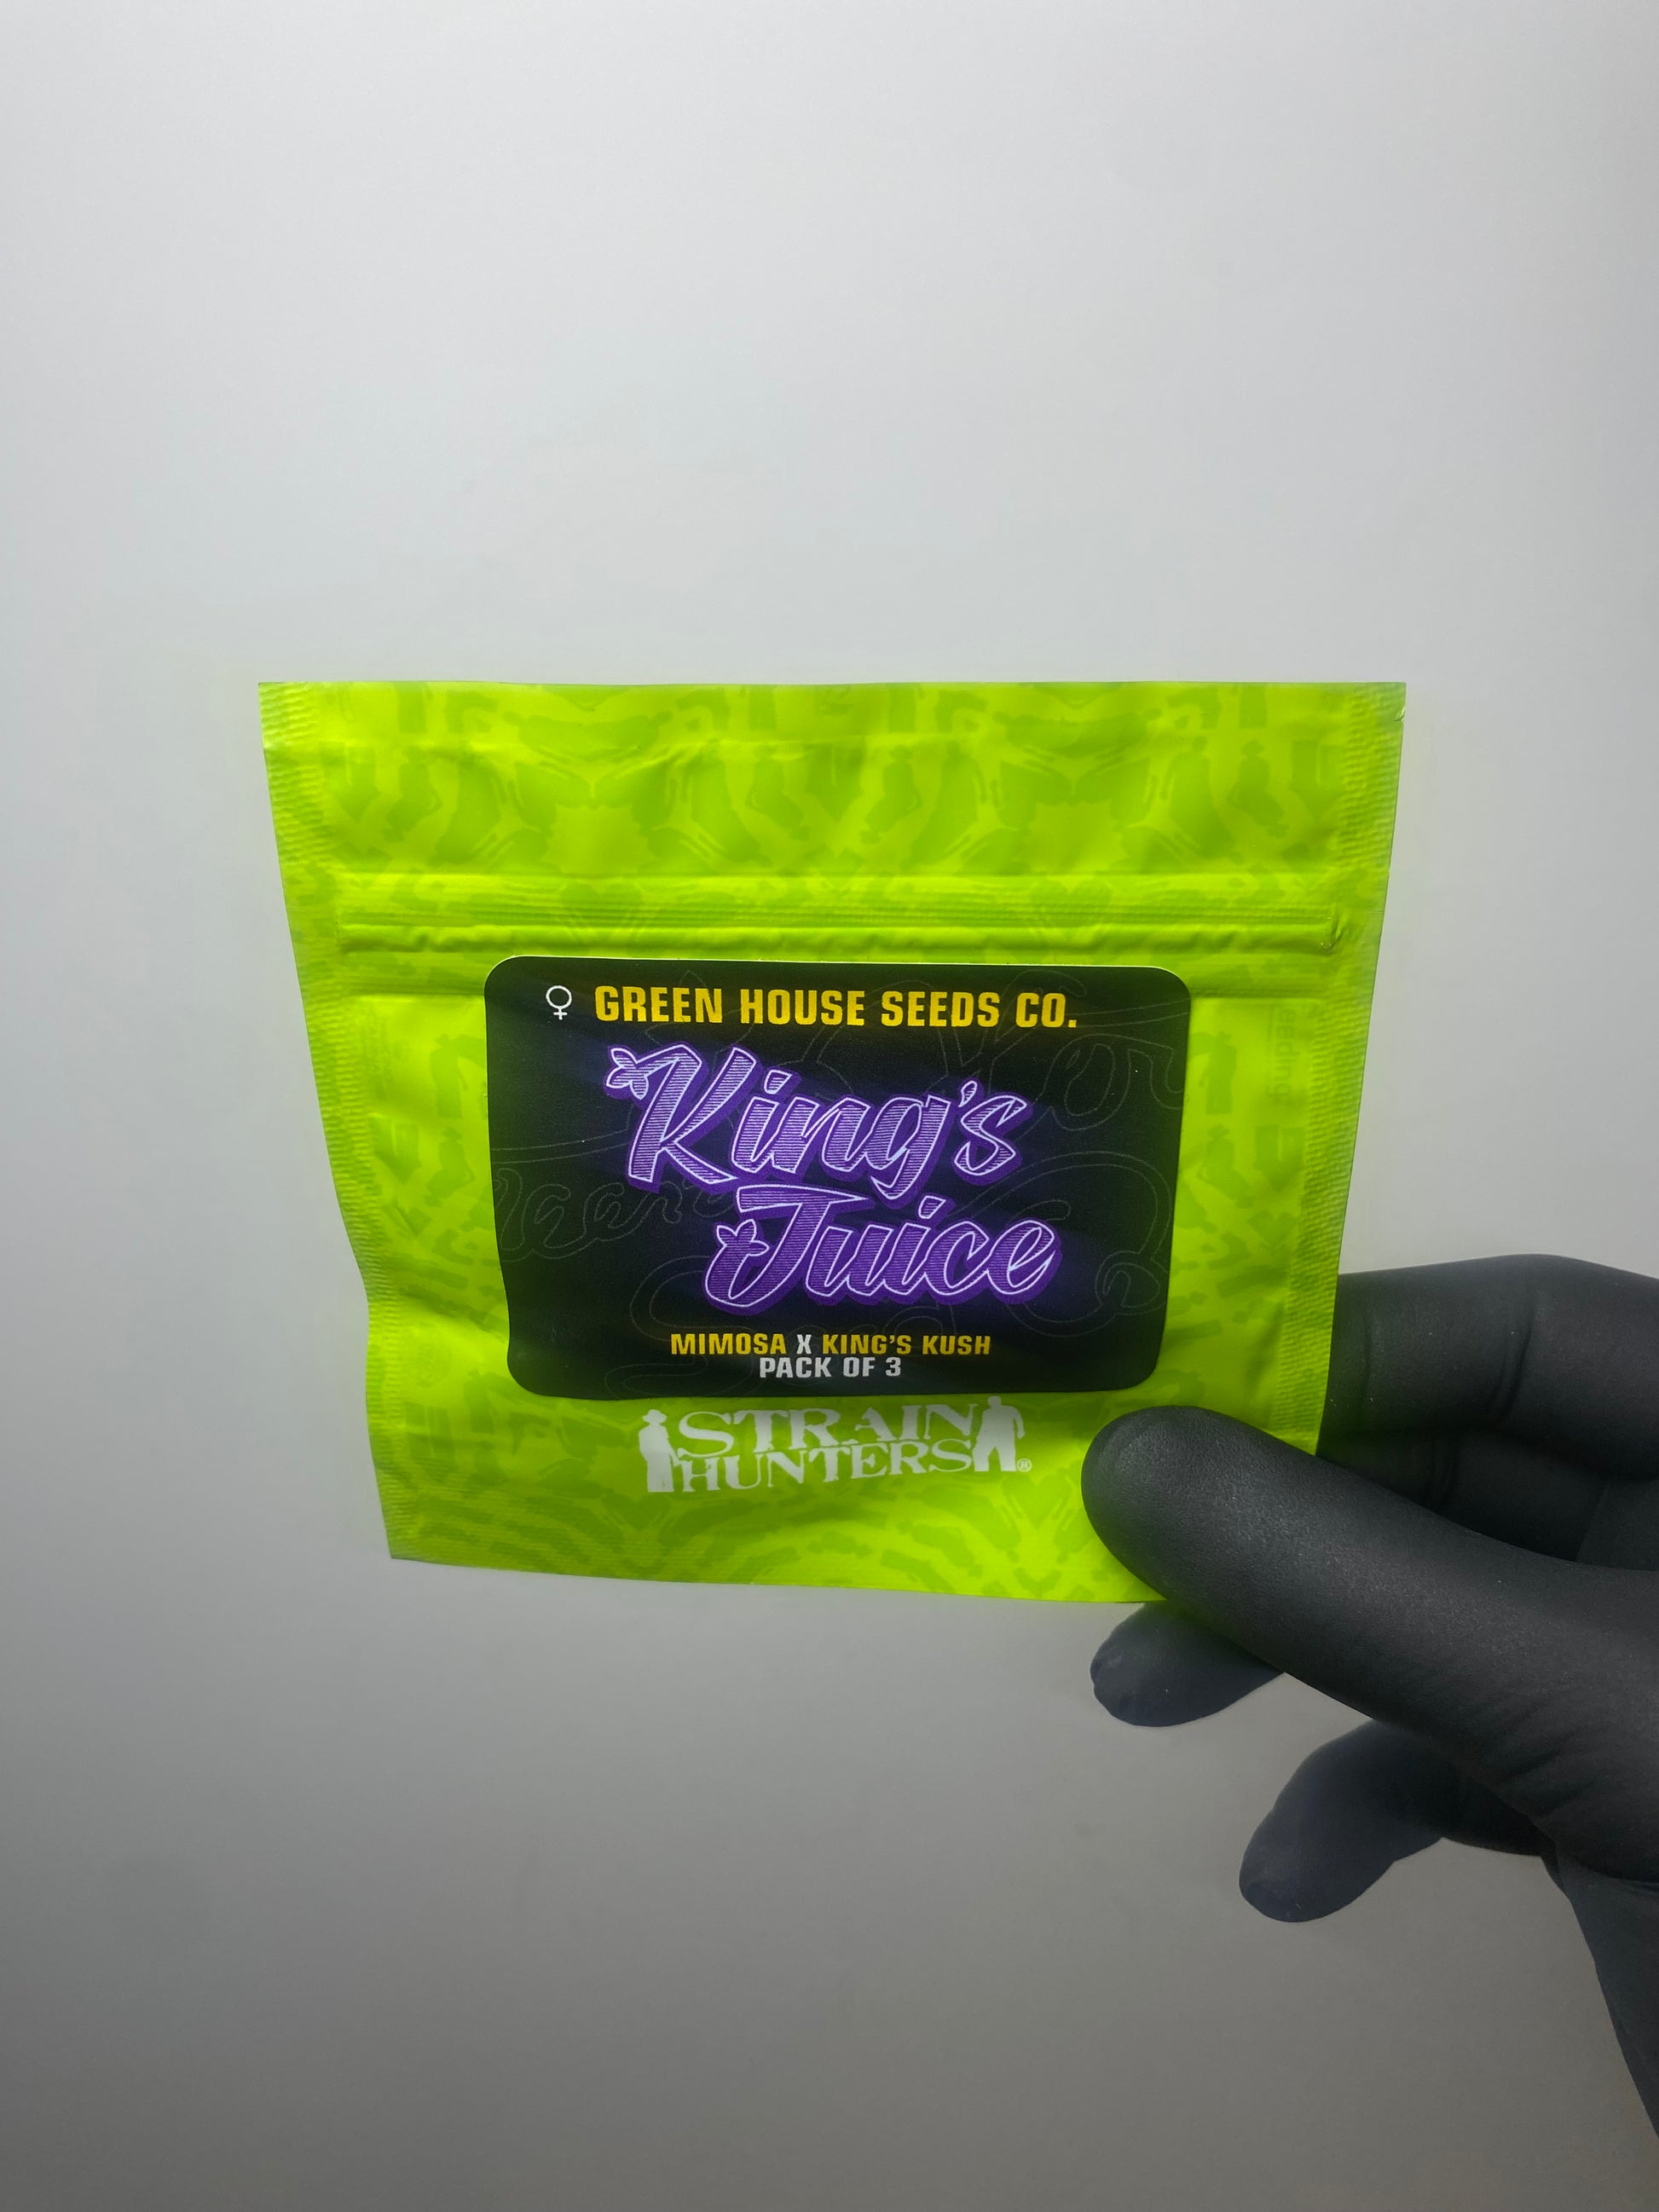 ♀ GREEN HOUSE SEEDS CO.
King's
Juice
MIMOSA X KING'S KUSH
PACK OF 3
STRAIN
HUNTERS®